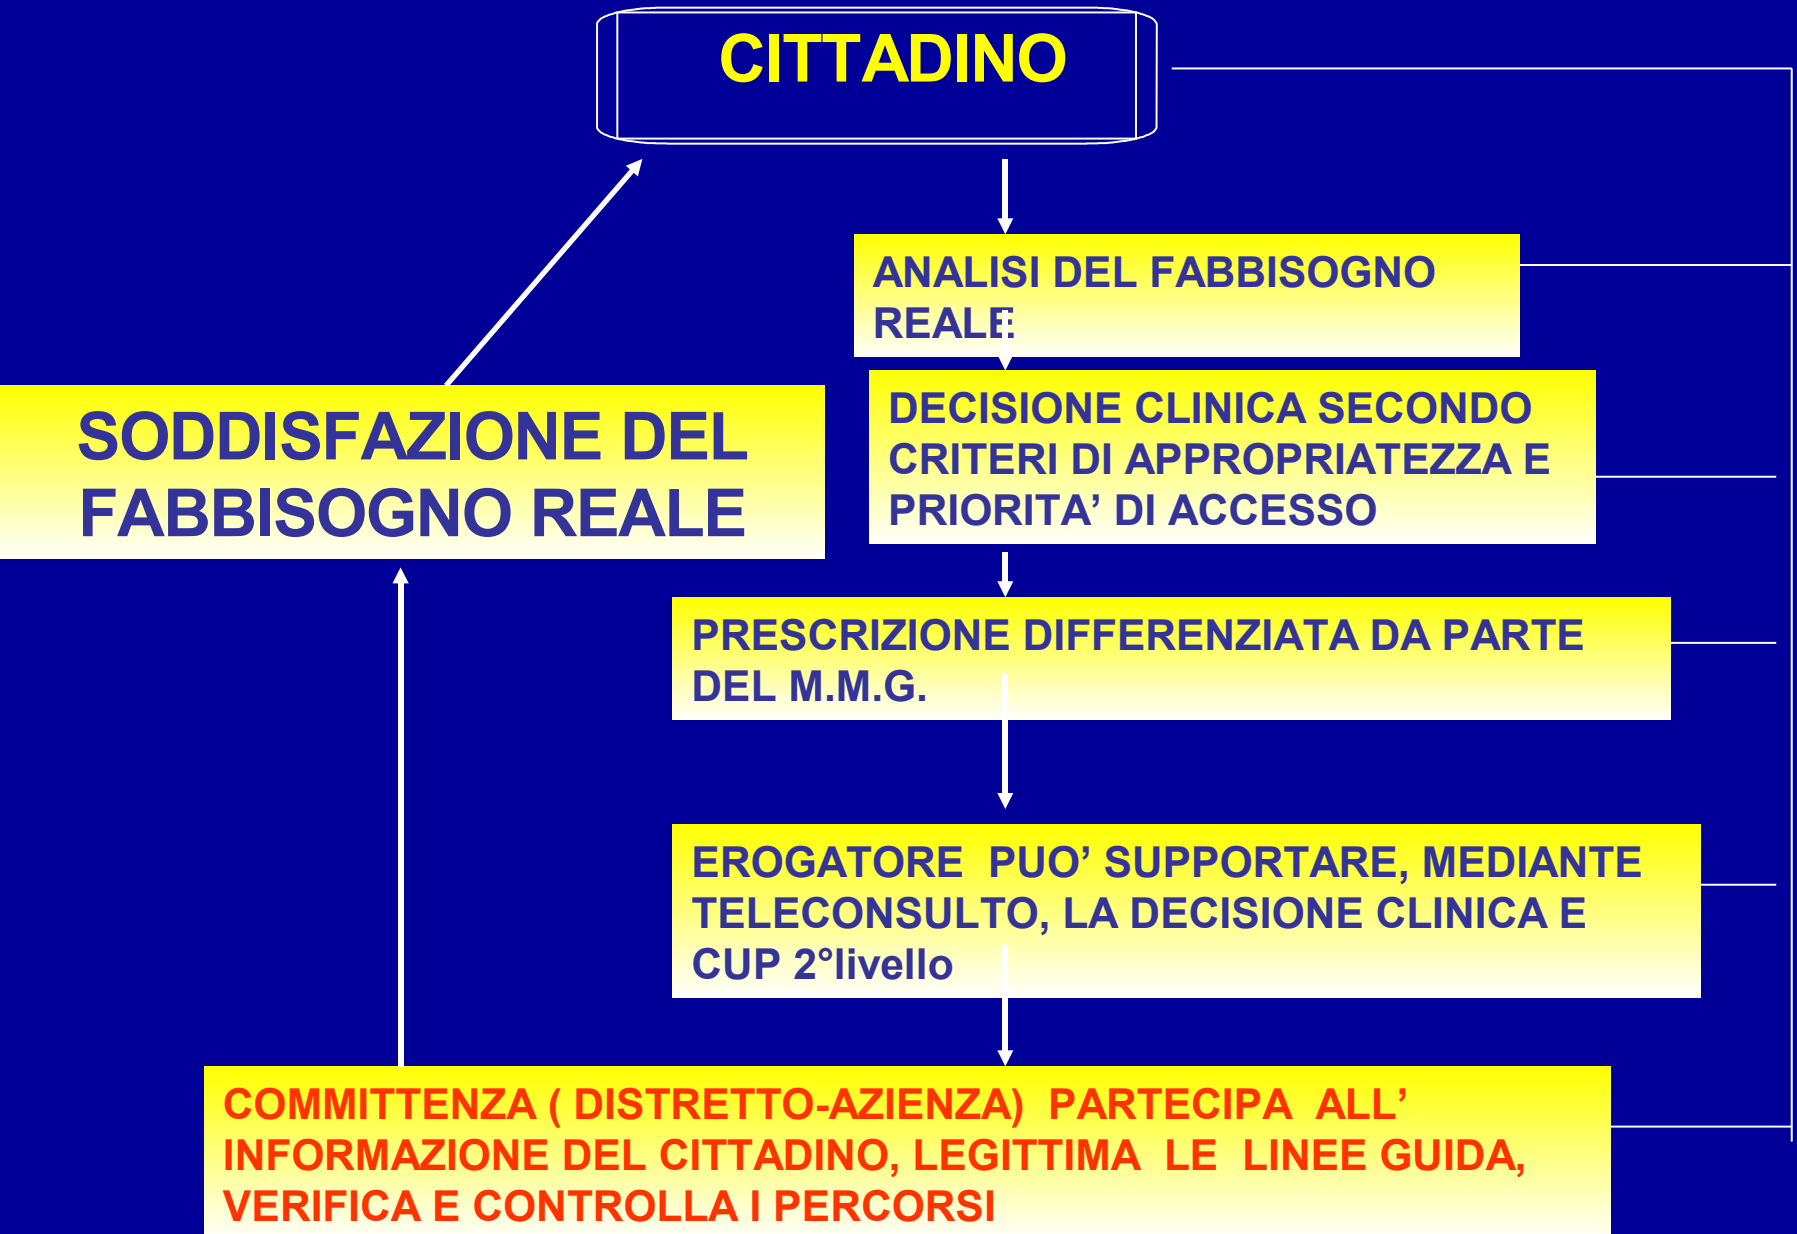 CITTADINO
ANALISI DEL FABBISOGNO
REALE
SODDISFAZIONE DEL
FABBISOGNO REALE
DECISIONE CLINICA SECONDO
CRITERI DI APPROPRIATEZZA E
PRIORITA’ DI ACCESSO
PRESCRIZIONE DIFFERENZIATA DA PARTE
DEL M.M.G.
EROGATORE  PUO’ SUPPORTARE, MEDIANTE
TELECONSULTO, LA DECISIONE CLINICA E
CUP 2°livello
COMMITTENZA ( DISTRETTO-AZIENZA)  PARTECIPA  ALL’
INFORMAZIONE DEL CITTADINO, LEGITTIMA  LE  LINEE GUIDA,
VERIFICA E CONTROLLA I PERCORSI